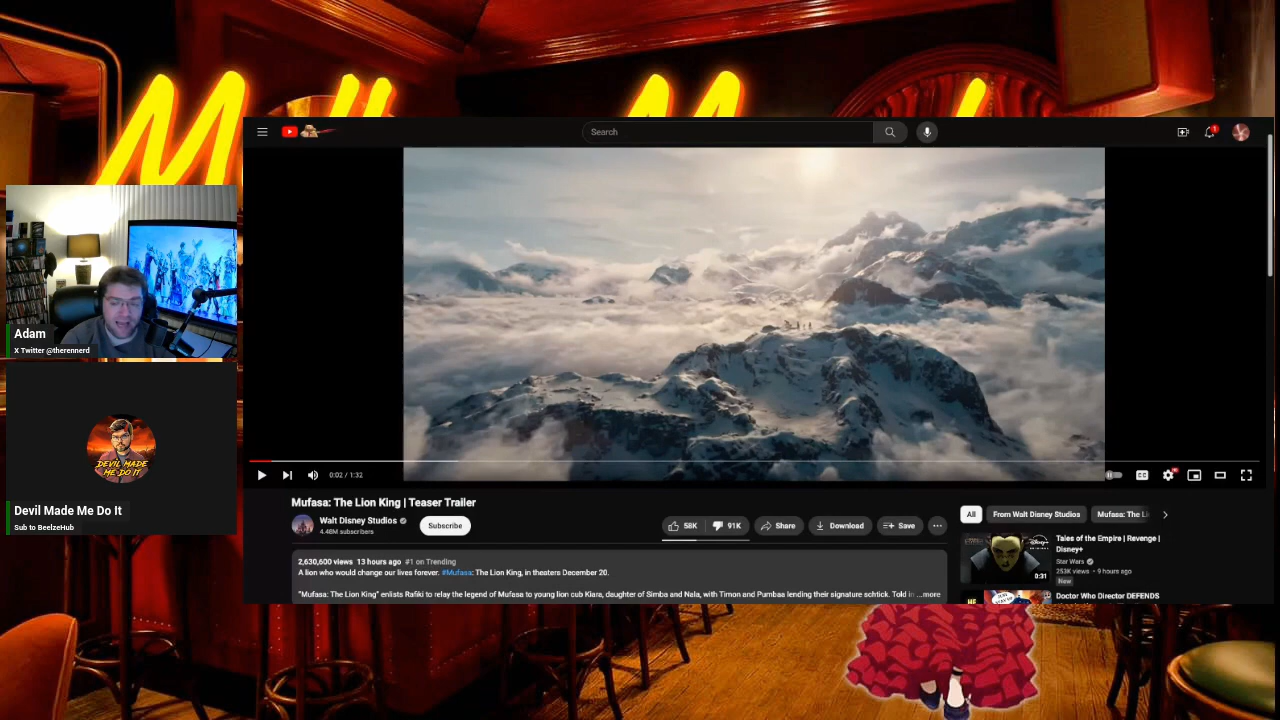 Search
Adam
X Twitter @therennerd
DEVIL MADE
ME DO IT
Devil Made Me Do It
Sub to BeelzeHub
0:02 / 1:32
Mufasa: The Lion King | Teaser Trailer
Walt Disney Studios
4.48M subscribers
Subscribe
58K
91K
Share
Download
Save
2,630,600 views 13 hours ago #1 on Trending
A lion who would change our lives forever. #Mufasa: The Lion King, in theaters December 20.
"Mufasa: The Lion King" enlists Rafiki to relay the legend of Mufasa to young lion cub Kiara, daughter of Simba and Nala, with Timon and Pumbaa lending their signature schtick. Told in ...more
All
From Walt Disney Studios
Mufasa: The Li
Tales of the Empire | Revenge |
Disney+
Star Wars
253K views • 9 hours ago
New
0:31
Doctor Who Director DEFENDS